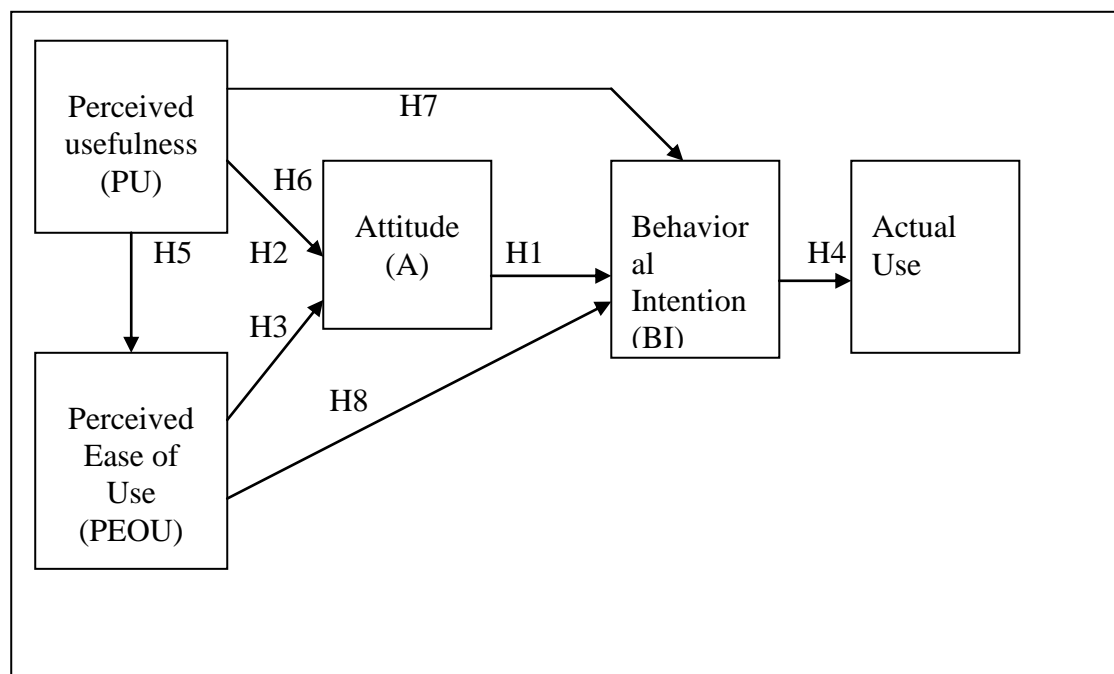 Perceived
usefulness
(PU)
H7
H6
Attitude
(A)
H5
H2
H1
Behavior
al
Intention
(BI)
H4
Actual
Use
H3
Perceived
Ease of
Use
(PEOU)
H8